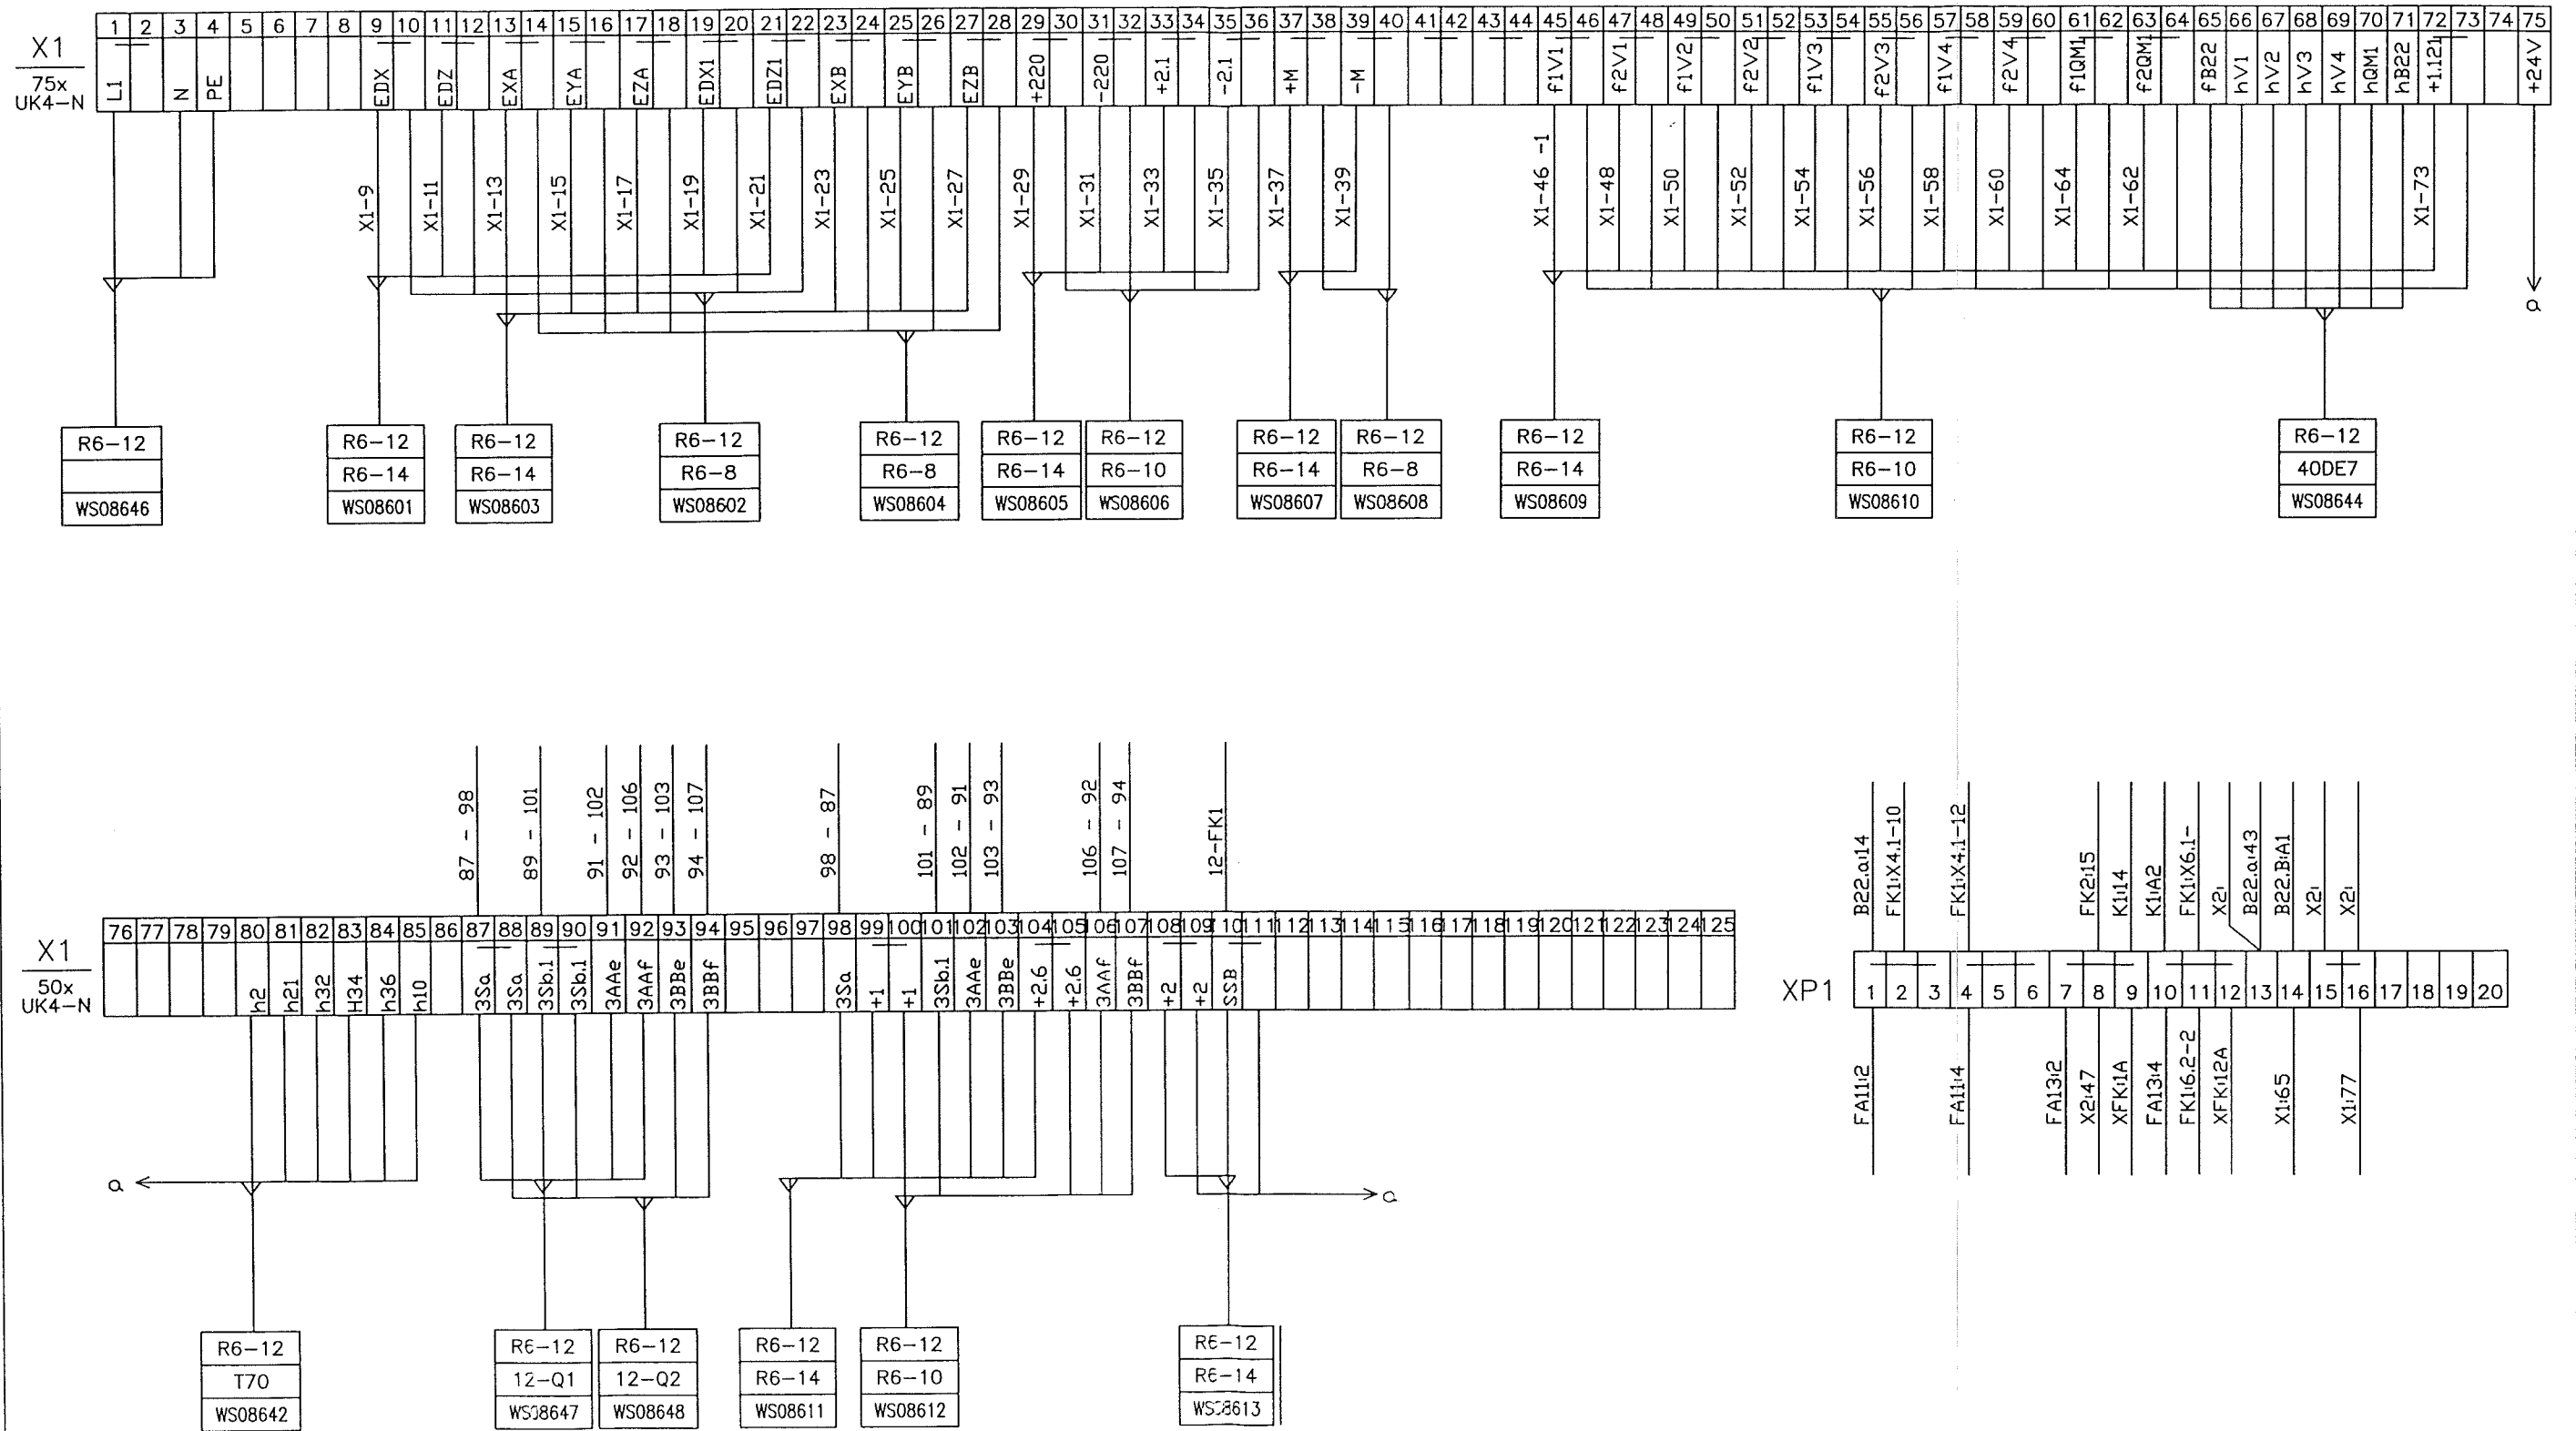 X1
75x
UK4-N
1 2 3 4 5 6 7 8 9 10 11 12 13 14 15 16 17 18 19 20 21 22 23 24 25 26 27 28 29 30 31 32 33 34 35 36 37 38 39 40 41 42 43 44 45 46 47 48 49 50 51 52 53 54 55 56 57 58 59 60 61 62 63 64 65 66 67 68 69 70 71 72 73 74 75
L1 N PE EDX EDZ EXA EYA EZA EDX1 EDZ1 EXB EYB EZB +220 -220 +2.1 -2.1 +M -M f1V1 f2V1 f1V2 f2V2 f1V3 f2V3 f1V4 f2V4 f1QM1 f2QM1 fB22 hV1 hV2 hV3 hV4 hQM1 hB22 +1.121 +24V
X1-9 X1-11 X1-13 X1-15 X1-17 X1-19 X1-21 X1-23 X1-25 X1-27 X1-29 X1-31 X1-33 X1-35 X1-37 X1-39 X1-46 -1 X1-48 X1-50 X1-52 X1-54 X1-56 X1-58 X1-60 X1-64 X1-62 X1-73
a
R6-12 R6-12 R6-12 R6-12 R6-12 R6-12 R6-12 R6-12 R6-12 R6-12 R6-12 R6-12
R6-14 R6-14 R6-8 R6-8 R6-14 R6-10 R6-14 R6-8 R6-14 R6-10 40DE7
WS08646 WS08601 WS08603 WS08602 WS08604 WS08605 WS08606 WS08607 WS08608 WS08609 WS08610 WS08644
87 - 98 89 - 101 91 - 102 92 - 106 93 - 103 94 - 107 98 - 87 101 - 89 102 - 91 103 - 93 106 - 92 107 - 94 12-FK1
X1
50x
UK4-N
76 77 78 79 80 81 82 83 84 85 86 87 88 89 90 91 92 93 94 95 96 97 98 99 100 101 102 103 104 105 106 107 108 109 110 111 112 113 114 115 116 117 118 119 120 121 122 123 124 125
h2 h21 h32 H34 h36 h10 3Sa 3Sa 3Sb.1 3Sb.1 3AAe 3AAf 3BBe 3BBf 3Sa +1 +1 3Sb.1 3AAe 3BBe +2.6 +2.6 3AAf 3BBf +2 +2 SSB
a
a
R6-12 R6-12 R6-12 R6-12 R6-12 R6-12
T70 12-Q1 12-Q2 R6-14 R6-10 R6-14
WS08642 WS08647 WS08648 WS08611 WS08612 WS08613
B22.a:14 FK1:X4.1-10 FK1:X4.1-12 FK2:15 K1:14 K1:A2 FK1:X6.1- X2: B22.a:43 B22.B:A1 X2: X2:
XP1
1 2 3 4 5 6 7 8 9 10 11 12 13 14 15 16 17 18 19 20
FA11:2 FA11:4 FA13:2 X2:47 XFK:1A FA13:4 FK1:6.2-2 XFK:12A X1:65 X1:77